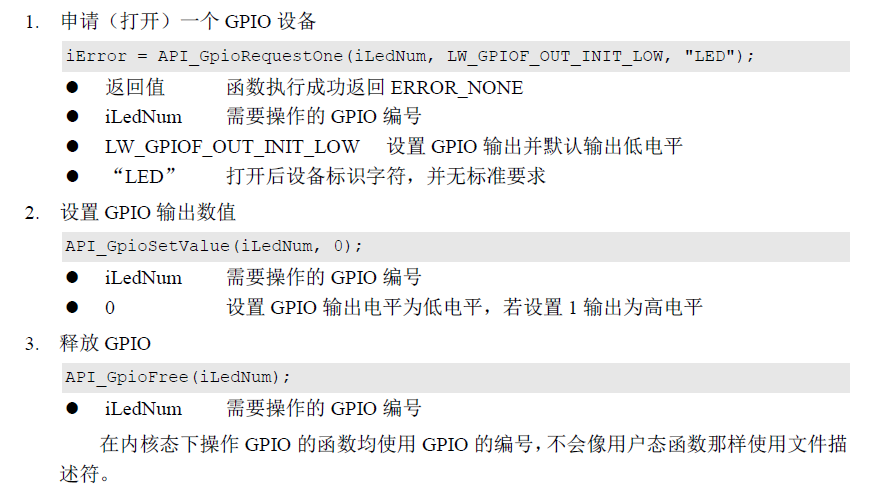 1. 申请（打开）一个 GPIO 设备
iError = API_GpioRequestOne(iLedNum, LW_GPIOF_OUT_INIT_LOW, "LED");
● 返回值 函数执行成功返回 ERROR_NONE
● iLedNum 需要操作的 GPIO 编号
● LW_GPIOF_OUT_INIT_LOW 设置 GPIO 输出并默认输出低电平
● “LED” 打开后设备标识字符，并无标准要求
2. 设置 GPIO 输出数值
API_GpioSetValue(iLedNum, 0);
● iLedNum 需要操作的 GPIO 编号
● 0 设置 GPIO 输出电平为低电平，若设置 1 输出为高电平
3. 释放 GPIO
API_GpioFree(iLedNum);
● iLedNum 需要操作的 GPIO 编号
在内核态下操作 GPIO 的函数均使用 GPIO 的编号，不会像用户态函数那样使用文件描
述符。